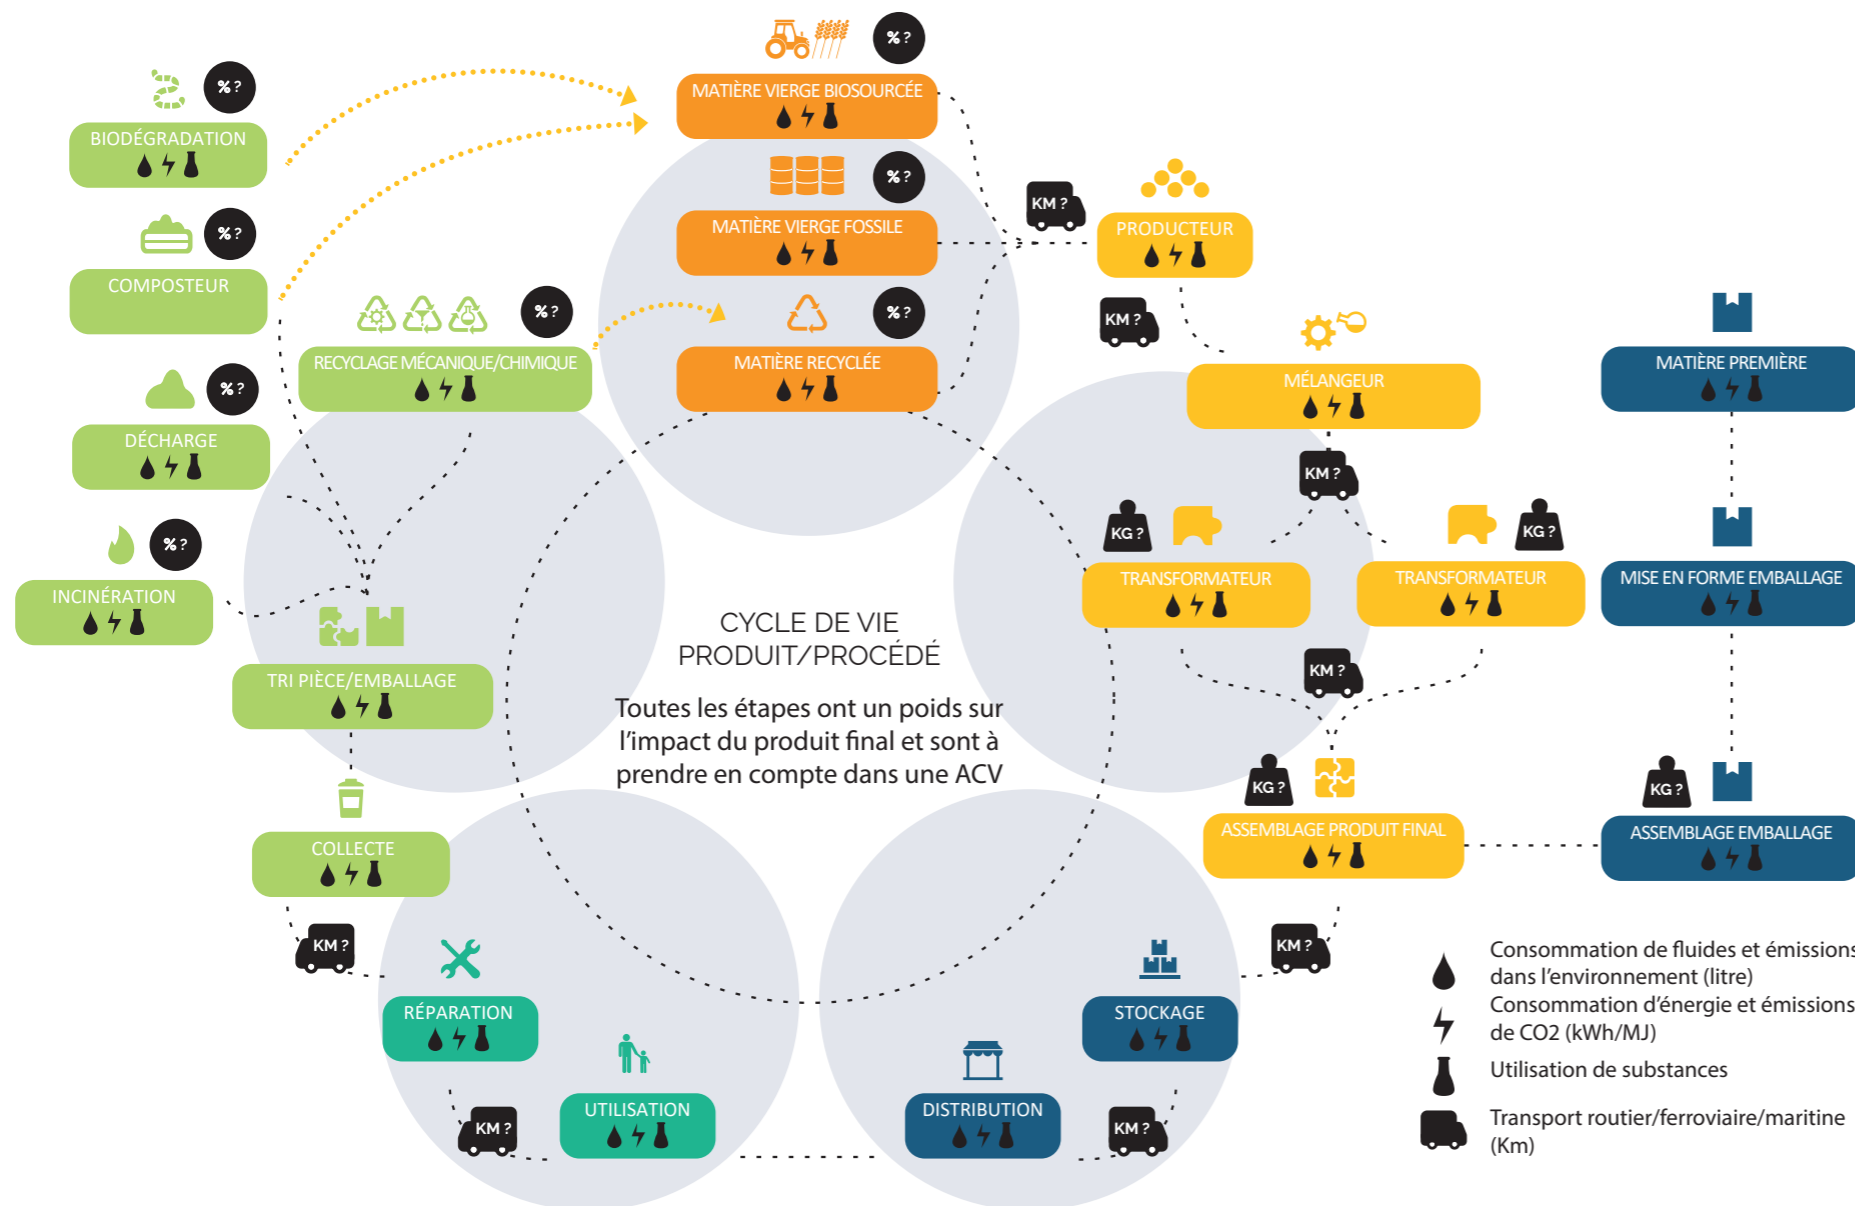 % ?
MATIÈRE VIERGE BIOSOURCÉE
% ?
BIODÉGRADATION
% ?
MATIÈRE VIERGE FOSSILE
KM ?
PRODUCTEUR
% ?
COMPOSTEUR
% ?
RECYCLAGE MÉCANIQUE/CHIMIQUE
% ?
MATIÈRE RECYCLÉE
KM ?
MÉLANGEUR
MATIÈRE PREMIÈRE
% ?
DÉCHARGE
KM ?
% ?
INCINÉRATION
KG ?
TRANSFORMATEUR
KG ?
TRANSFORMATEUR
MISE EN FORME EMBALLAGE
TRI PIÈCE/EMBALLAGE
CYCLE DE VIE
PRODUIT/PROCÉDÉ
Toutes les étapes ont un poids sur
l'impact du produit final et sont à
prendre en compte dans une ACV
KM ?
KG ?
ASSEMBLAGE PRODUIT FINAL
KG ?
ASSEMBLAGE EMBALLAGE
COLLECTE
KM ?
RÉPARATION
KM ?
UTILISATION
DISTRIBUTION
KM ?
STOCKAGE
KM ?
Consommation de fluides et émissions
dans l'environnement (litre)
Consommation d'énergie et émissions
de CO2 (kWh/MJ)
Utilisation de substances
Transport routier/ferroviaire/maritine
(Km)